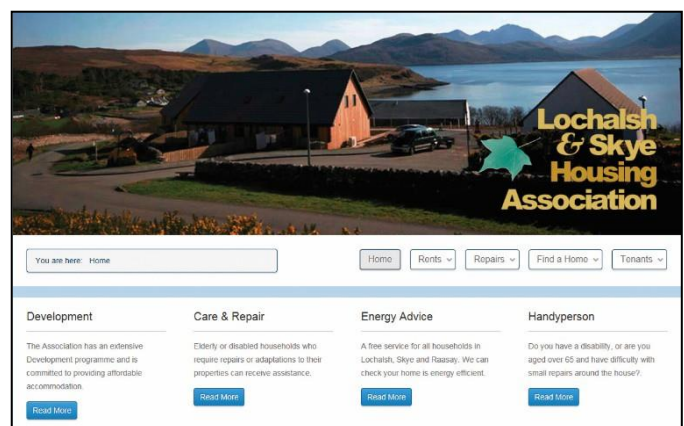 Lochalsh
& Skye
Housing
Association
You are here: Home
Home
Rents
Repairs
Find a Home
Tenants
Development
The Association has an extensive
Development programme and is
committed to providing affordable
accommodation.
Read More
Care & Repair
Elderly or disabled households who
require repairs or adaptations to their
properties can receive assistance.
Read More
Energy Advice
A free service for all households in
Lochalsh, Skye and Raasay. We can
check your home is energy efficient.
Read More
Handyperson
Do you have a disability, or are you
aged over 65 and have difficulty with
small repairs around the house?.
Read More